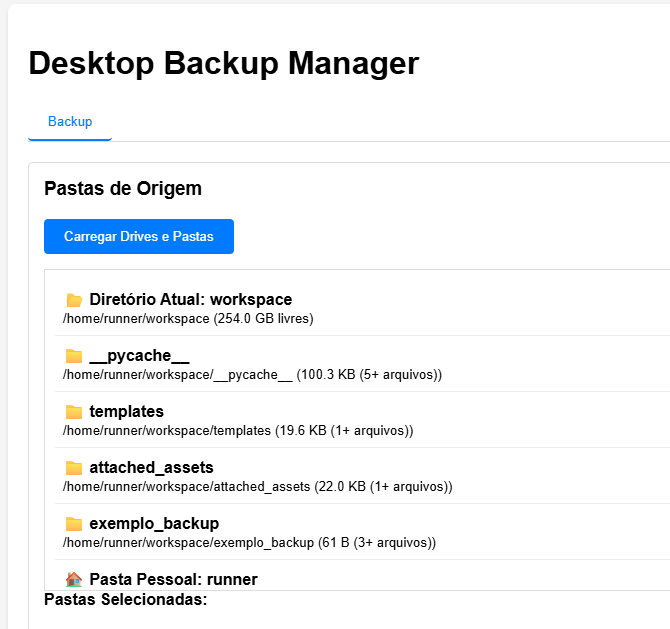 Desktop Backup Manager
Backup
Pastas de Origem
Carregar Drives e Pastas
Diretório Atual: workspace
/home/runner/workspace (254.0 GB livres)
__pycache__
/home/runner/workspace/__pycache__ (100.3 KB (5+ arquivos))
templates
/home/runner/workspace/templates (19.6 KB (1+ arquivos))
attached_assets
/home/runner/workspace/attached_assets (22.0 KB (1+ arquivos))
exemplo_backup
/home/runner/workspace/exemplo_backup (61 B (3+ arquivos))
Pasta Pessoal: runner
Pastas Selecionadas: